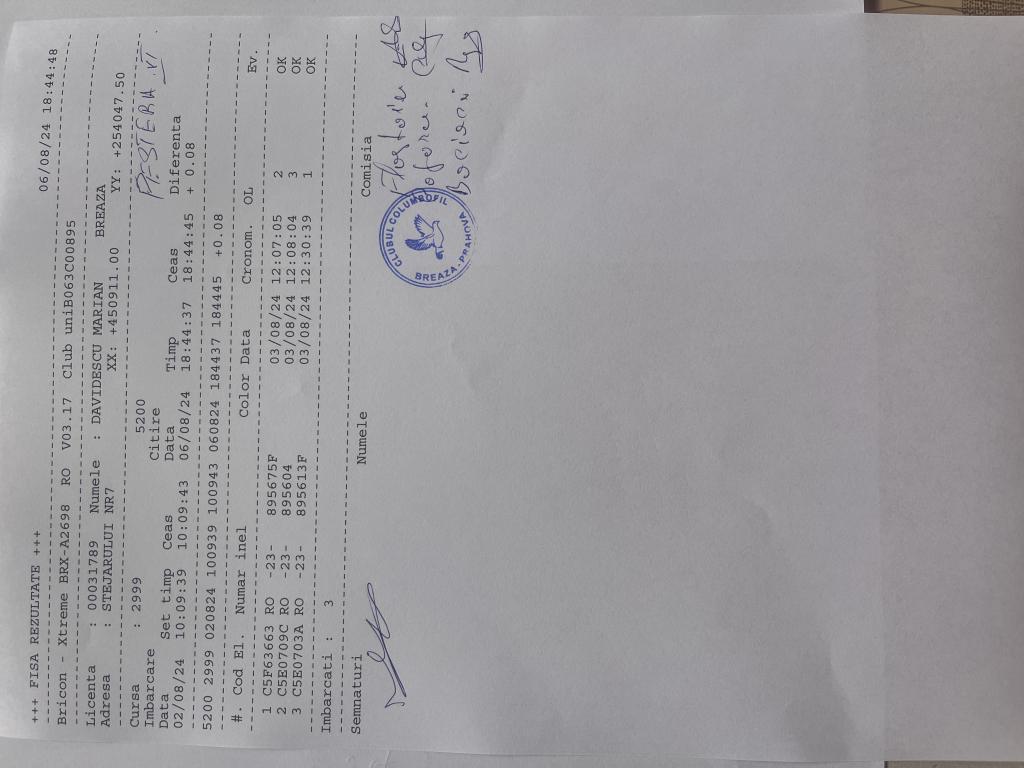 +++ FISA REZULTATE +++ 06/08/24 18:44:48
Bricon - Xtreme BRX-A2698 RO V03.17 Club uniB063C00895
Licenta : 00031789 Numele : DAVIDESCU MARIAN BREAZA
Adresa : STEJARULUI NR7 XX: +450911.00 YY: +254047.50
Cursa : 2999 5200 PESTERA VI
Imbarcare Citire
Data Set timp Ceas Data Timp Ceas Diferenta
02/08/24 10:09:39 10:09:43 06/08/24 18:44:37 18:44:45 + 0.08
5200 2999 020824 100939 100943 060824 184437 184445 +0.08
#. Cod El. Numar inel Color Data Cronom. OL Ev.
1 C5F63663 RO -23- 895675F 03/08/24 12:07:05 2 OK
2 C5E0709C RO -23- 895604 03/08/24 12:08:04 3 OK
3 C5E0703A RO -23- 895613F 03/08/24 12:30:39 1 OK
Imbarcati : 3
Semnaturi Numele Comisia
CLUBUL COLUMBOFIL
BREAZA-PRAHOVA